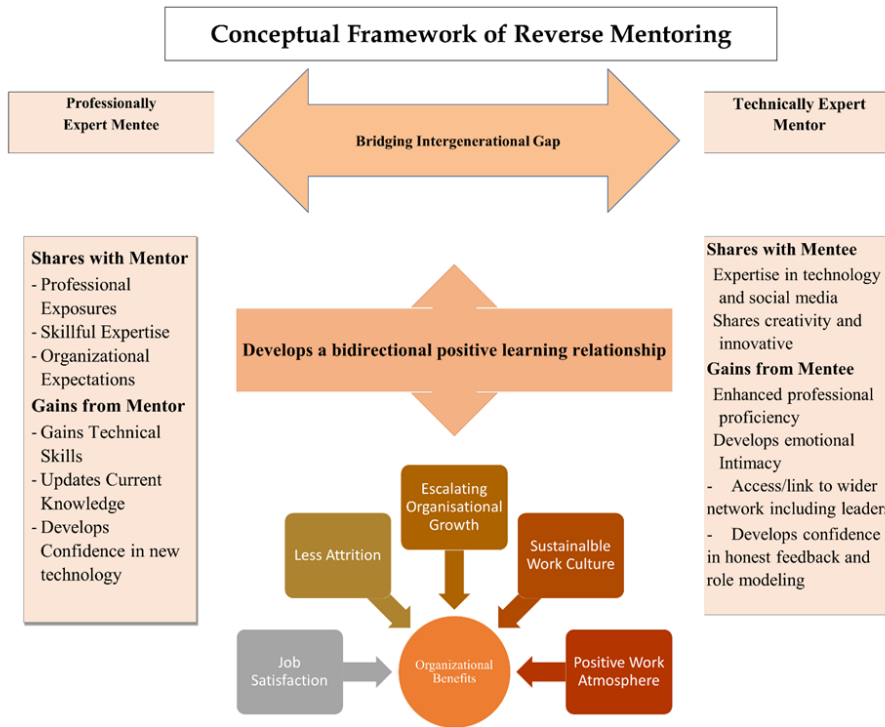 Conceptual Framework of Reverse Mentoring
Professionally
Expert Mentee
Bridging Intergenerational Gap
Technically Expert
Mentor
Shares with Mentor
- Professional
Exposures
- Skillful Expertise
- Organizational
Expectations
Gains from Mentor
- Gains Technical
Skills
- Updates Current
Knowledge
- Develops
Confidence in new
technology
Develops a bidirectional positive learning relationship
Shares with Mentee
Expertise in technology
and social media
Shares creativity and
innovative
Gains from Mentee
Enhanced professional
proficiency
Develops emotional
Intimacy
- Access/link to wider
network including leaders
- Develops confidence
in honest feedback and
role modeling
Escalating
Organisational
Growth
Less Attrition
Sustainalble
Work Culture
Job
Satisfaction
Organizational
Benefits
Positive Work
Atmosphere